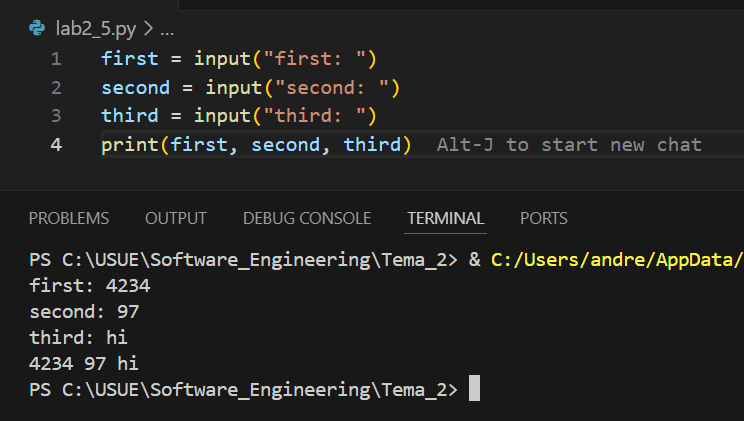 lab2_5.py > ...
1 first = input("first: ")
2 second = input("second: ")
3 third = input("third: ")
4 print(first, second, third) Alt-J to start new chat
PROBLEMS OUTPUT DEBUG CONSOLE TERMINAL PORTS
PS C:\USUE\Software_Engineering\Tema_2> & C:/Users/andre/AppData/
first: 4234
second: 97
third: hi
4234 97 hi
PS C:\USUE\Software_Engineering\Tema_2>